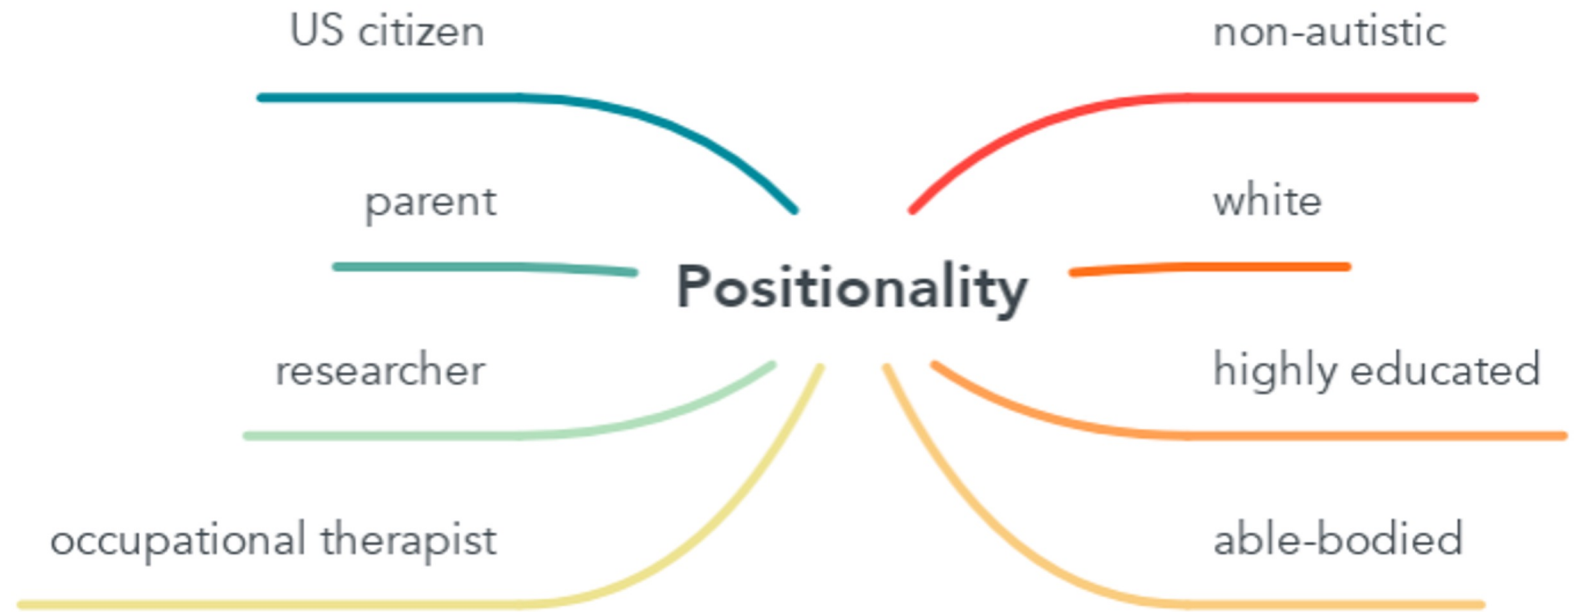 US citizen
non-autistic
parent
white
Positionality
researcher
highly educated
occupational therapist
able-bodied